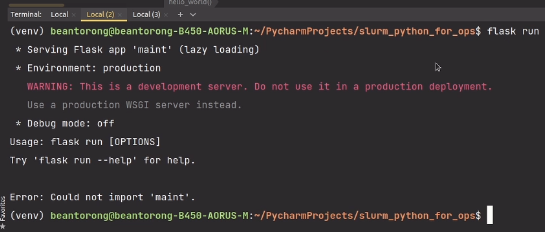 hello_world()
Terminal: Local × Local (2) × Local (3) × + ∨
(venv) beantorong@beantorong-B450-AORUS-M:~/PycharmProjects/slurm_python_for_ops$ flask run
* Serving Flask app 'maint' (lazy loading)
* Environment: production
WARNING: This is a development server. Do not use it in a production deployment.
Use a production WSGI server instead.
* Debug mode: off
Usage: flask run [OPTIONS]
Try 'flask run --help' for help.
Error: Could not import 'maint'.
(venv) beantorong@beantorong-B450-AORUS-M:~/PycharmProjects/slurm_python_for_ops$
Favorites